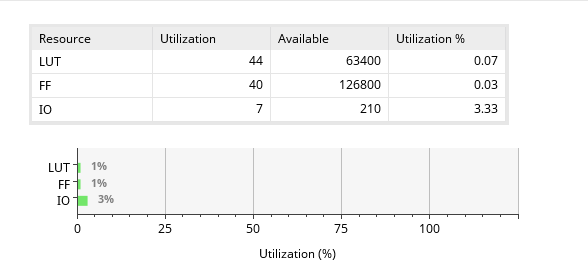 Resource Utilization Available Utilization %
LUT 44 63400 0.07
FF 40 126800 0.03
IO 7 210 3.33
LUT 1%
FF 1%
IO 3%
0 25 50 75 100
Utilization (%)